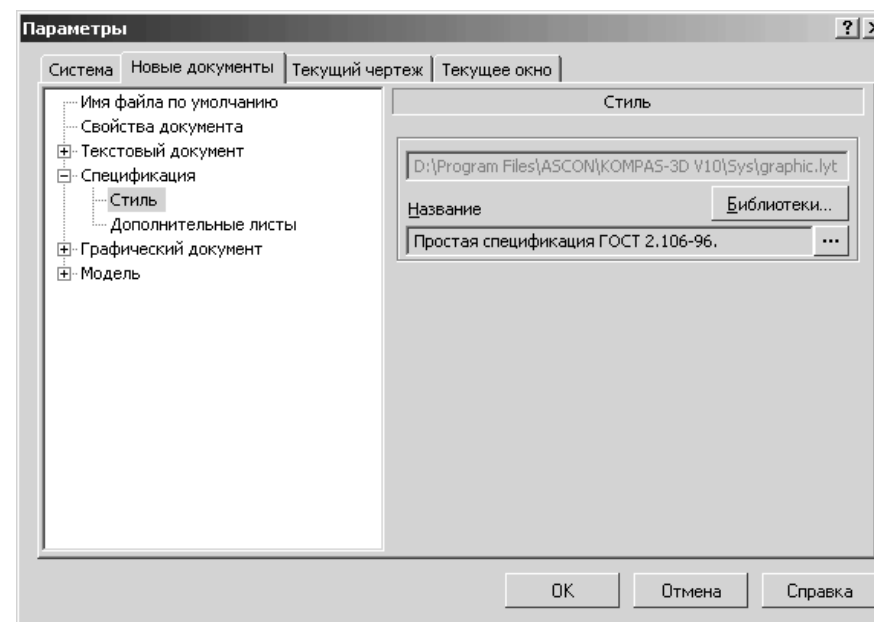 Параметры
Система Новые документы Текущий чертеж Текущее окно
Имя файла по умолчанию
Свойства документа
Текстовый документ
Спецификация
Стиль
Дополнительные листы
Графический документ
Модель
Стиль
D:\Program Files\ASCON\KOMPAS-3D V10\Sys\graphic.lyt
Название
Библиотеки...
Простая спецификация ГОСТ 2.106-96.
...
OK Отмена Справка